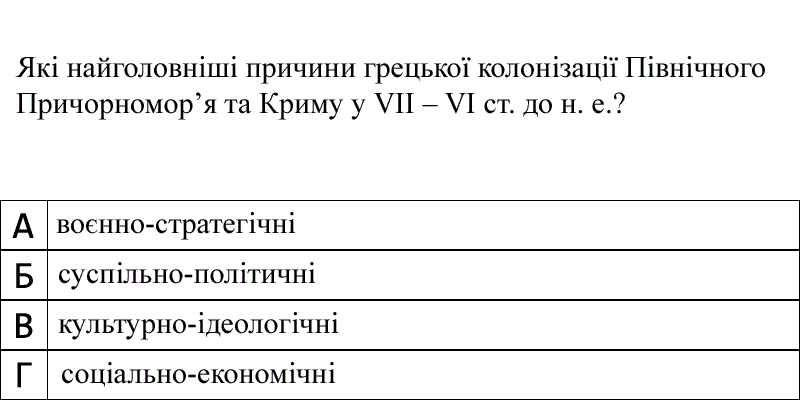 Які найголовніші причини грецької колонізації Північного
Причорномор’я та Криму у VII – VI ст. до н. е.?
А воєнно-стратегічні
Б суспільно-політичні
В культурно-ідеологічні
Г соціально-економічні